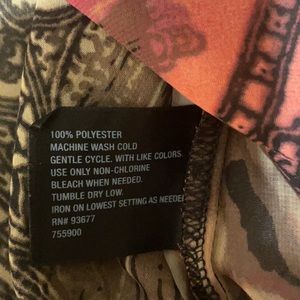 100% POLYESTER
MACHINE WASH COLD
GENTLE CYCLE. WITH LIKE COLORS.
USE ONLY NON-CHLORINE
BLEACH WHEN NEEDED.
TUMBLE DRY LOW.
IRON ON LOWEST SETTING AS NEEDED
RN# 93677
755900